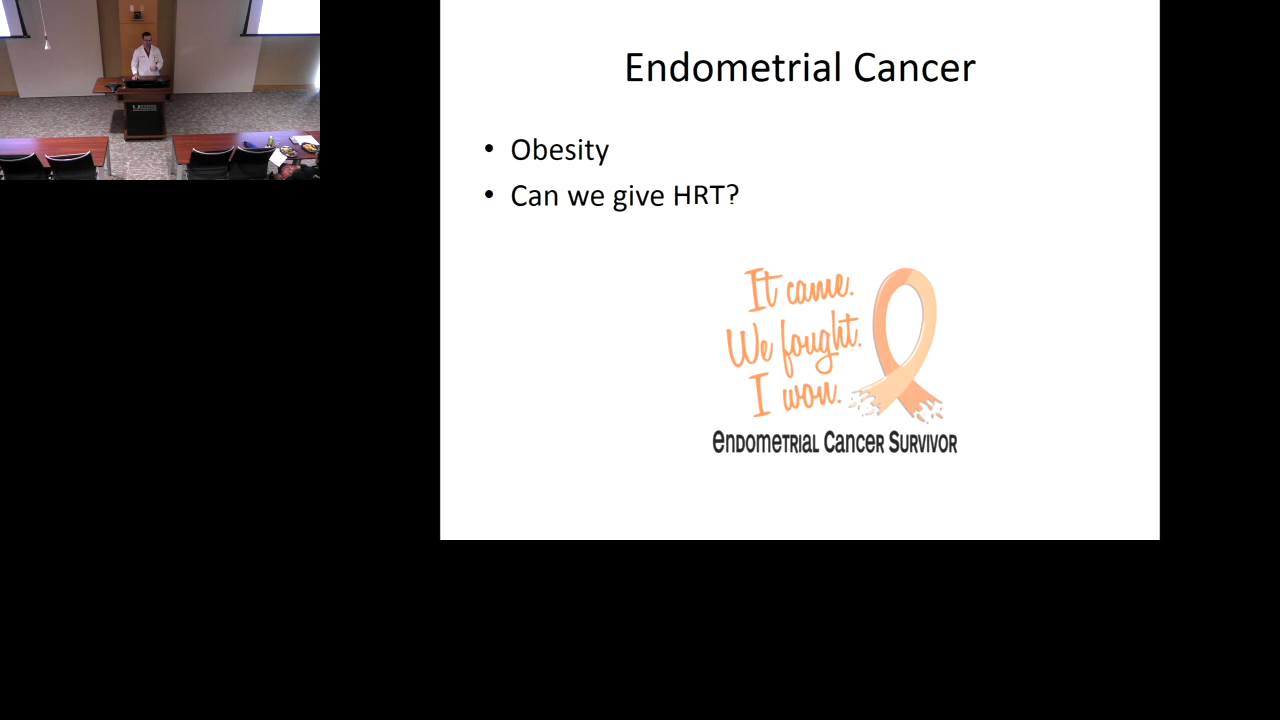 Endometrial Cancer
• Obesity
• Can we give HRT?
It came.
We fought.
I won.
Endometrial Cancer Survivor